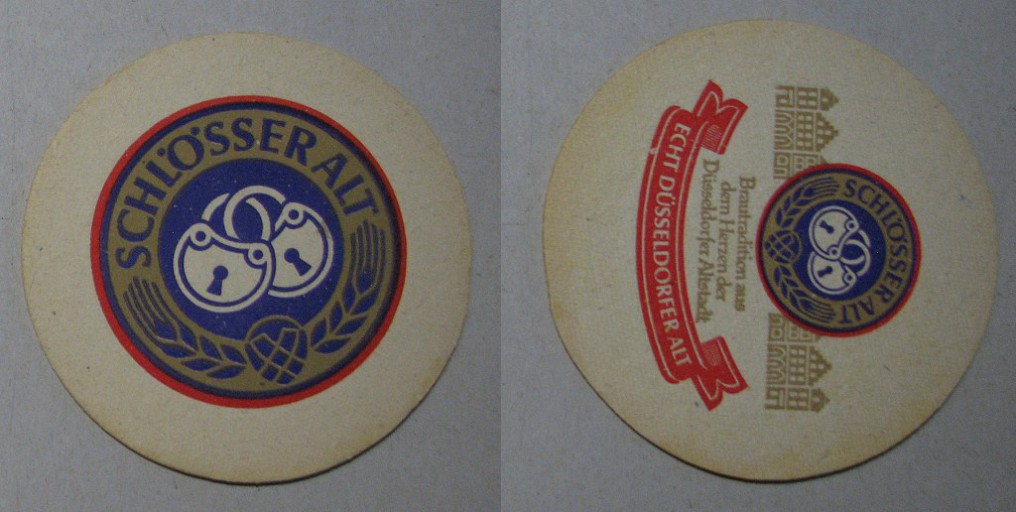 SCHLÖSSER ALT
SCHLÖSSER ALT
Brautradition aus
dem Herzen der
Düsseldorfer Altstadt
ECHT DÜSSELDORFER ALT